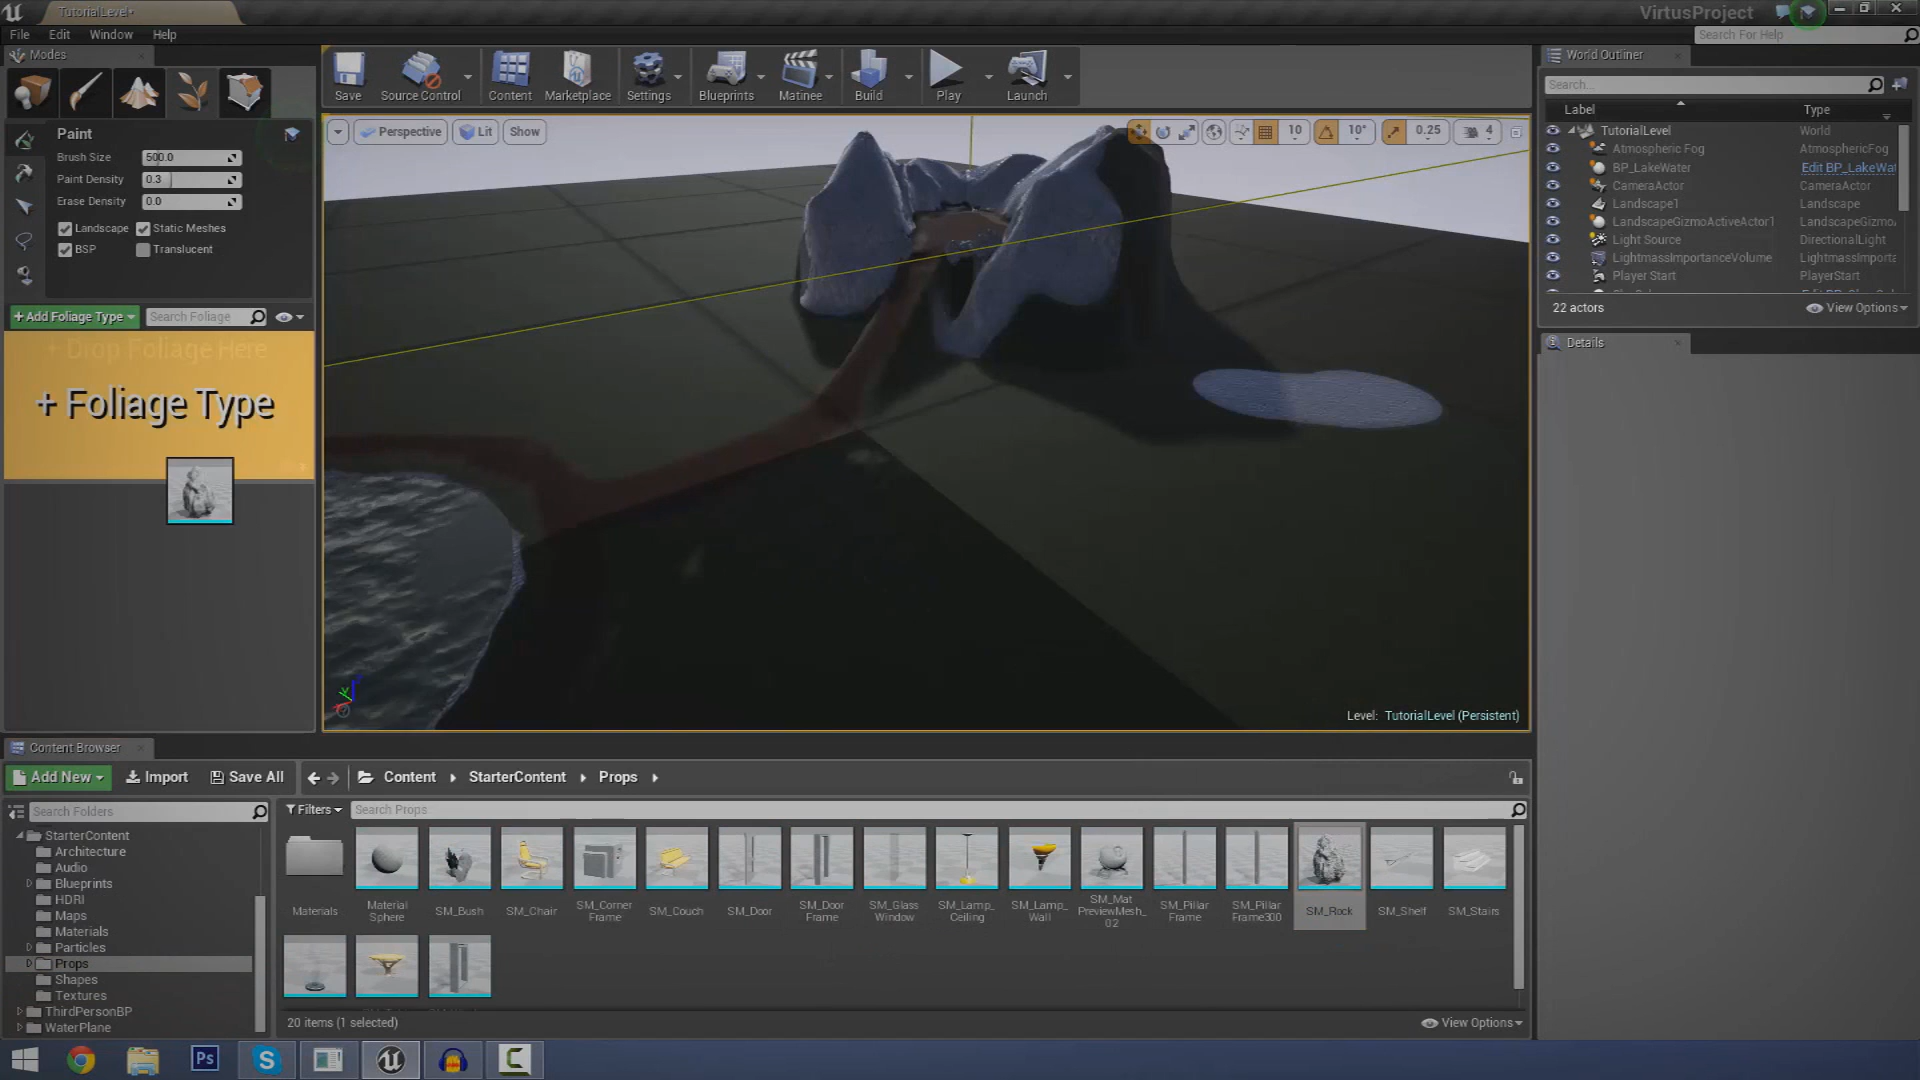 TutorialLevel*
VirtusProject
File Edit Window Help
Search For Help
Modes
Save
Source Control
Content
Marketplace
Settings
Blueprints
Matinee
Build
Play
Launch
World Outliner
Search...
Label Type
TutorialLevel World
Atmospheric Fog AtmosphericFog
BP_LakeWater Edit BP_LakeWat
CameraActor CameraActor
Landscape1 Landscape
LandscapeGizmoActiveActor1 LandscapeGizmo
Light Source DirectionalLight
LightmassImportanceVolume LightmassImporta
Player Start PlayerStart
22 actors
View Options
Details
Paint
Brush Size 500.0
Paint Density 0.3
Erase Density 0.0
Landscape Static Meshes
BSP Translucent
+ Add Foliage Type
Search Foliage
+ Drop Foliage Here
+ Foliage Type
Perspective Lit Show
10 10° 0.25 4
Level: TutorialLevel (Persistent)
Content Browser
Add New Import Save All Content StarterContent Props
Search Folders
Filters
Search Props
StarterContent
Architecture
Audio
Blueprints
HDRI
Maps
Materials
Particles
Props
Shapes
Textures
ThirdPersonBP
WaterPlane
Materials
Material Sphere
SM_Bush
SM_Chair
SM_Corner Frame
SM_Couch
SM_Door
SM_Door Frame
SM_Glass Window
SM_Lamp_ Ceiling
SM_Lamp_ Wall
SM_Mat PreviewMesh_ 02
SM_Pillar Frame
SM_Pillar Frame300
SM_Rock
SM_Shelf
SM_Stairs
20 items (1 selected)
View Options
Ps